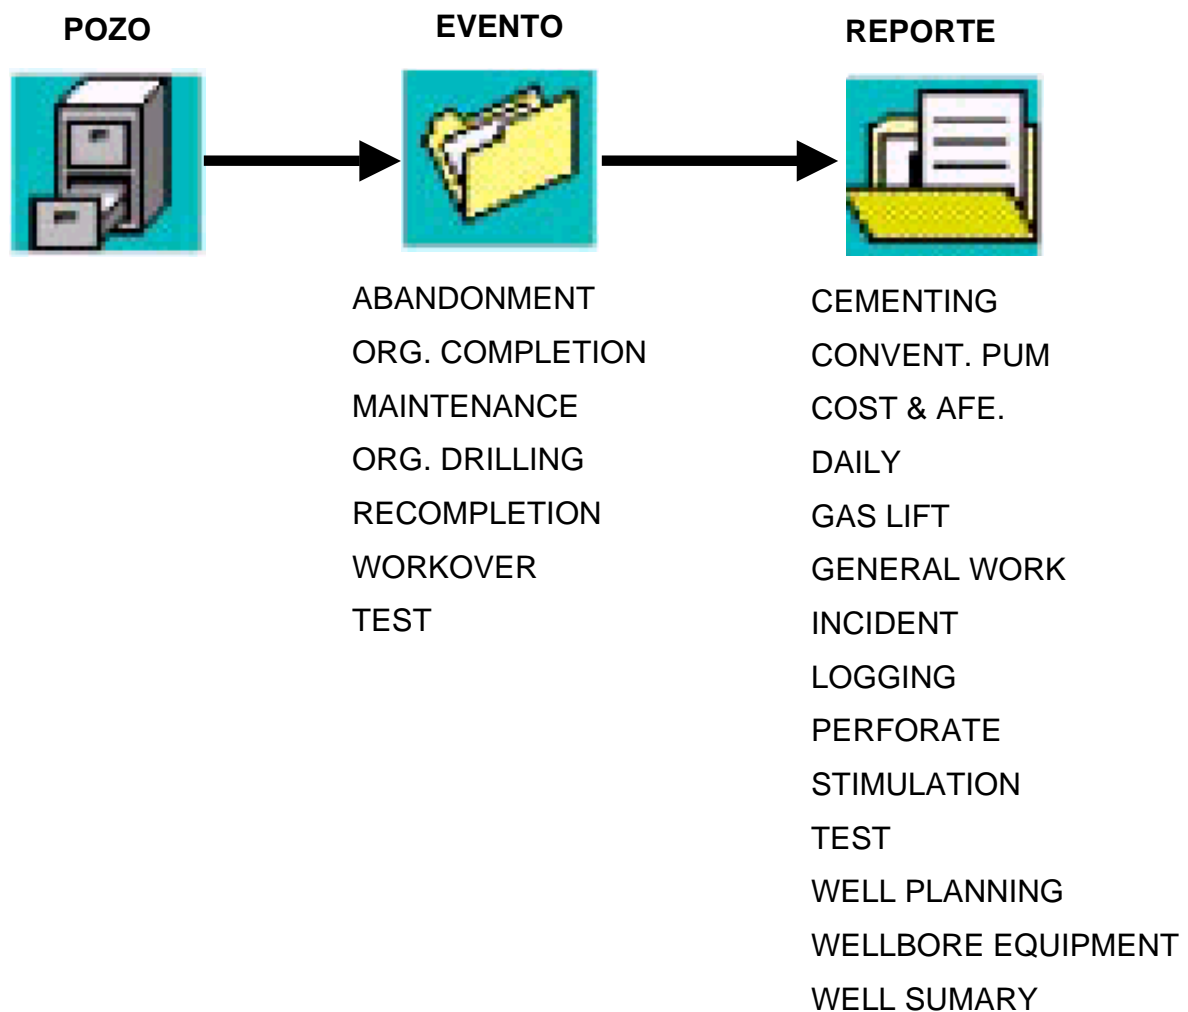 POZO
EVENTO
REPORTE
ABANDONMENT
ORG. COMPLETION
MAINTENANCE
ORG. DRILLING
RECOMPLETION
WORKOVER
TEST
CEMENTING
CONVENT. PUM
COST & AFE.
DAILY
GAS LIFT
GENERAL WORK
INCIDENT
LOGGING
PERFORATE
STIMULATION
TEST
WELL PLANNING
WELLBORE EQUIPMENT
WELL SUMARY